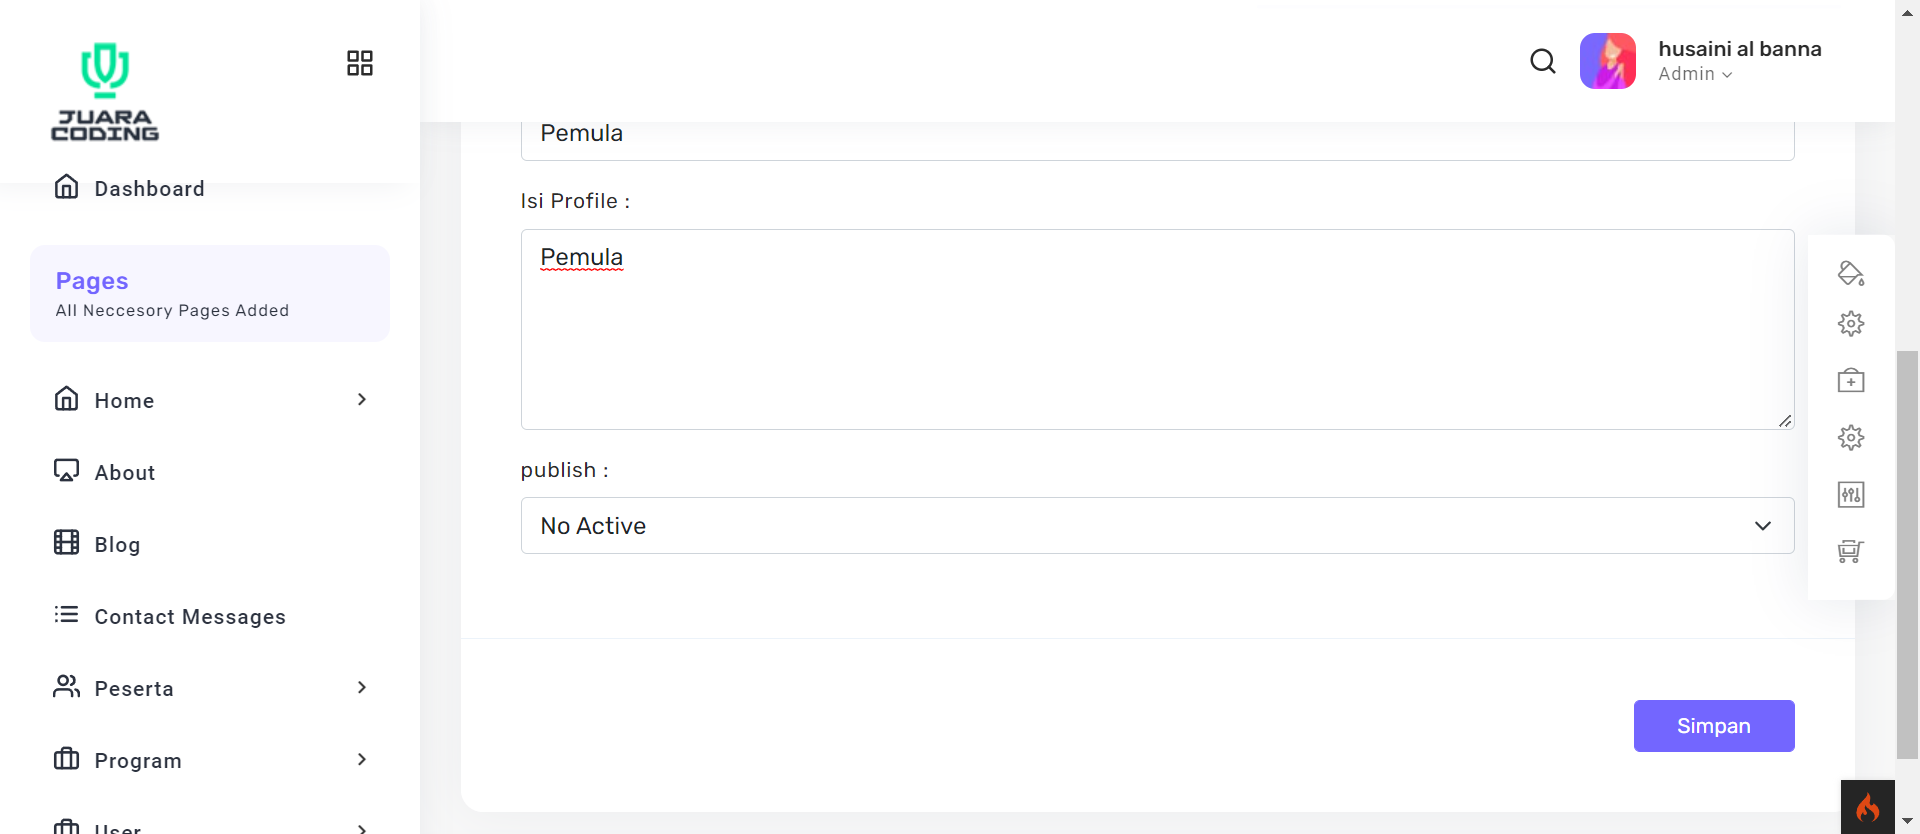 JUARA
CODING
Dashboard
Pages
All Neccesory Pages Added
Home
About
Blog
Contact Messages
Peserta
Program
User
husaini al banna
Admin
Pemula
Isi Profile :
Pemula
publish :
No Active
Simpan